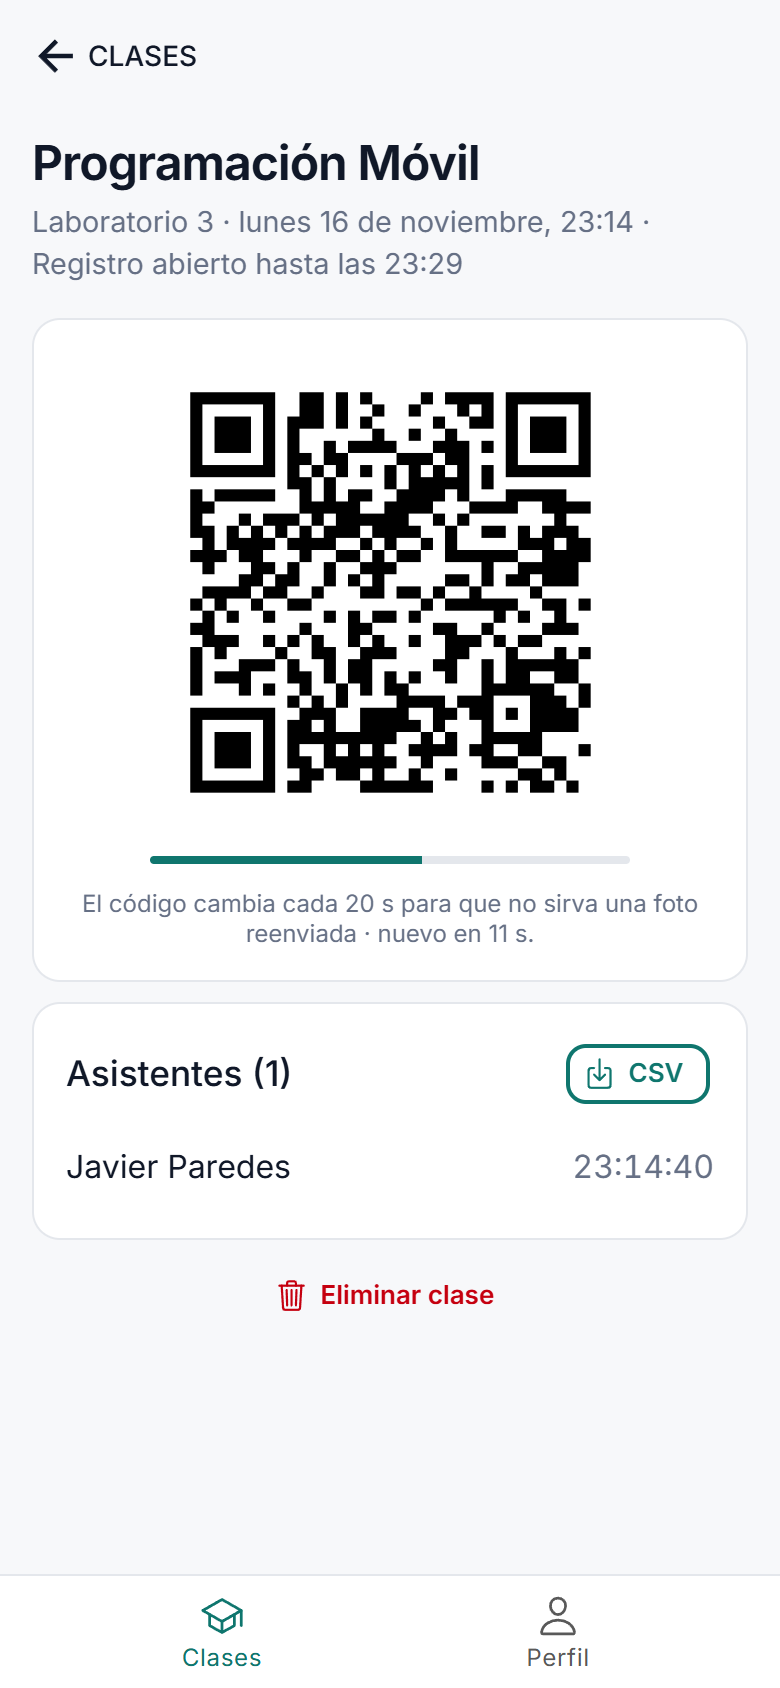 CLASES
Programación Móvil
Laboratorio 3 · lunes 16 de noviembre, 23:14 ·
Registro abierto hasta las 23:29
El código cambia cada 20 s para que no sirva una foto
reenviada · nuevo en 11 s.
Asistentes (1)
CSV
Javier Paredes
23:14:40
Eliminar clase
Clases
Perfil